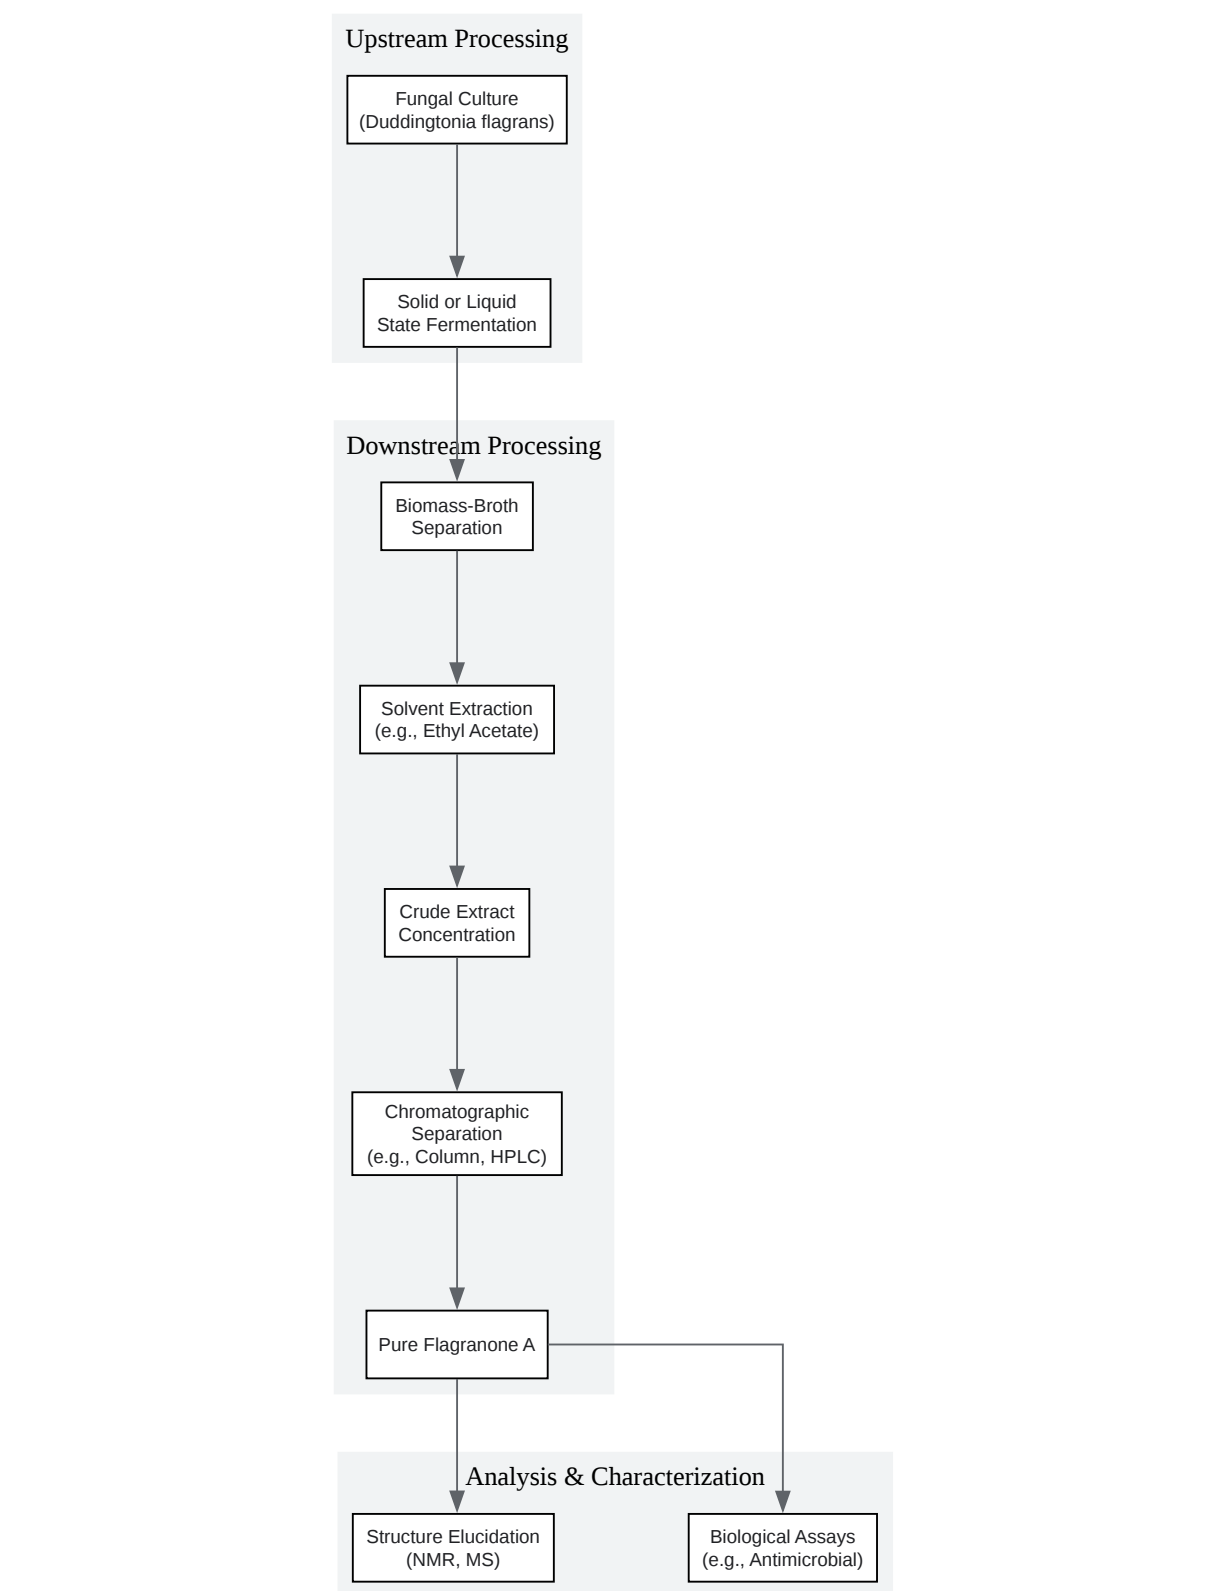 Upstream Processing
Fungal Culture
(Duddingtonia flagrans)
Solid or Liquid
State Fermentation
Downstream Processing
Biomass-Broth
Separation
Solvent Extraction
(e.g., Ethyl Acetate)
Crude Extract
Concentration
Chromatographic
Separation
(e.g., Column, HPLC)
Pure Flagranone A
Analysis & Characterization
Structure Elucidation
(NMR, MS)
Biological Assays
(e.g., Antimicrobial)